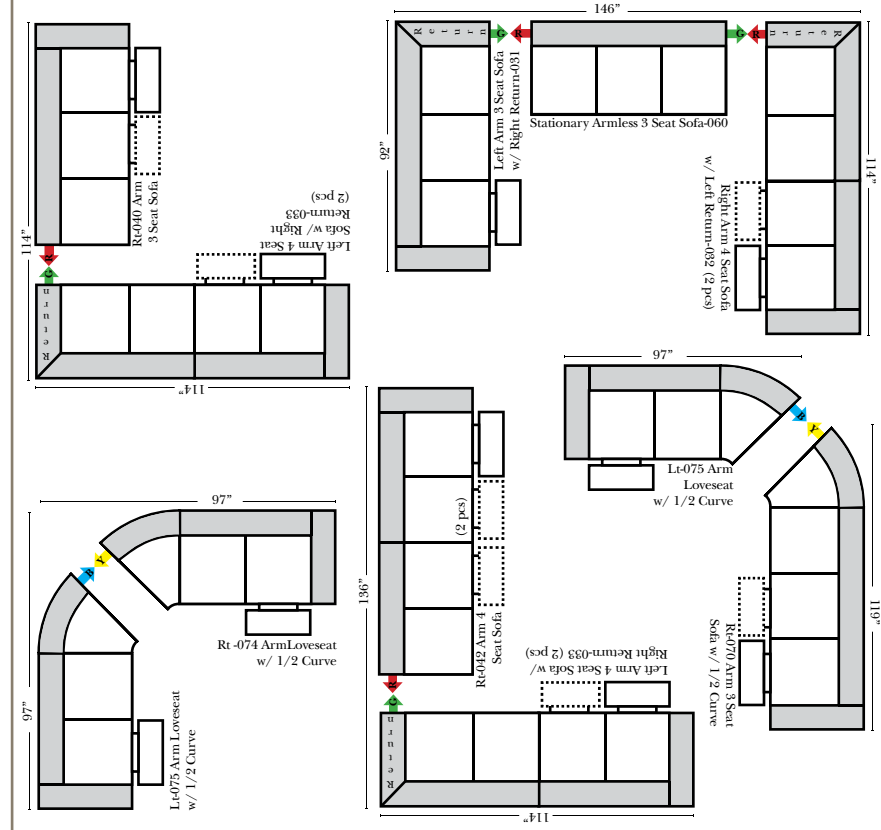 114”
Rt-040 Arm
3 Seat Sofa
R
G
Return
Left Arm 4 Seat
Sofa w/ Right
Return-033
(2 pcs)
114”
146”
Return
G
R
G
R
Return
92”
Left Arm 3 Seat Sofa
w/ Right Return-031
Stationary Armless 3 Seat Sofa-060
Right Arm 4 Seat Sofa
w/ Left Return-032 (2 pcs)
114”
97”
B
Y
Lt-075 Arm
Loveseat
w/ 1/2 Curve
Rt-070 Arm 3 Seat
Sofa w/ 1/2 Curve
119”
97”
B
Y
97”
Rt -074 ArmLoveseat
w/ 1/2 Curve
Lt-075 Arm Loveseat
w/ 1/2 Curve
136”
(2 pcs)
Rt-042 Arm 4
Seat Sofa
R
G
Return
Left Arm 4 Seat Sofa w/
Right Return-033 (2 pcs)
114”